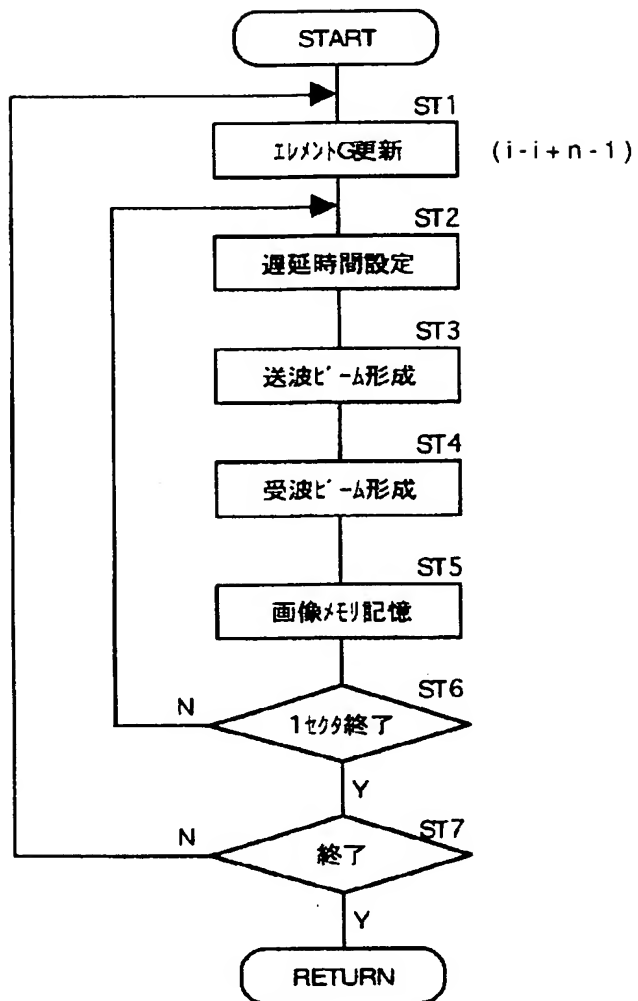 START
ST1
ｴﾚﾒﾝﾄG更新 (i-i+n-1)
ST2
遅延時間設定
ST3
送波ﾋﾞｰﾑ形成
ST4
受波ﾋﾞｰﾑ形成
ST5
画像ﾒﾓﾘ記憶
ST6
N 1ｾｸﾀ終了
Y
ST7
N 終了
Y
RETURN